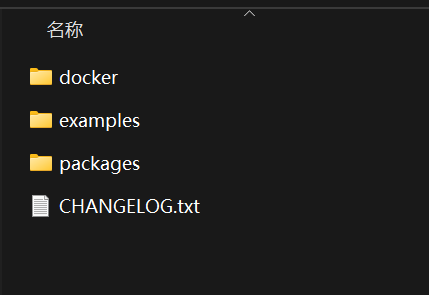 名称
docker
examples
packages
CHANGELOG.txt